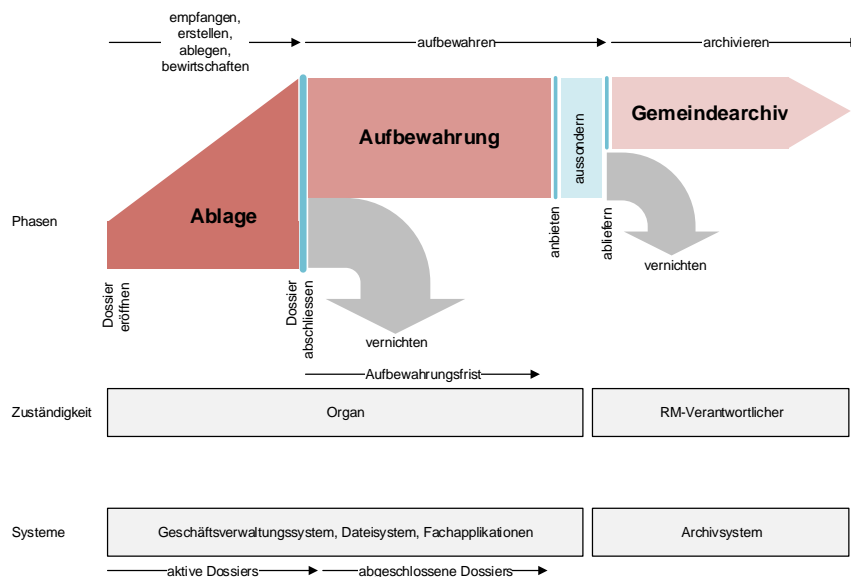 empfangen,
erstellen,
ablegen,
bewirtschaften
aufbewahren
archivieren
Gemeindearchiv
Aufbewahrung
aussondern
Phasen
Ablage
anbieten
abliefern
vernichten
Dossier
eröffnen
Dossier
abschliessen
vernichten
Aufbewahrungsfrist
Zuständigkeit
Organ
RM-Verantwortlicher
Systeme
Geschäftsverwaltungssystem, Dateisystem, Fachapplikationen
Archivsystem
aktive Dossiers
abgeschlossene Dossiers